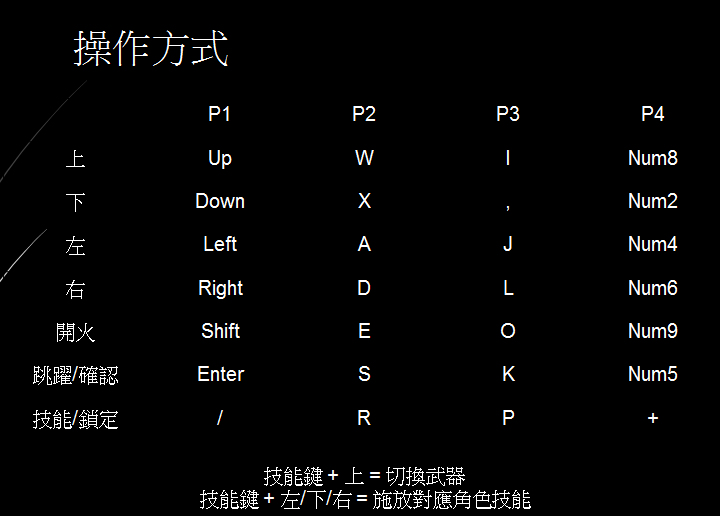 操作方式
P1 P2 P3 P4
上 Up W I Num8
下 Down X , Num2
左 Left A J Num4
右 Right D L Num6
開火 Shift E O Num9
跳躍/確認 Enter S K Num5
技能/鎖定 / R P +
技能鍵 + 上 = 切換武器
技能鍵 + 左/下/右 = 施放對應角色技能